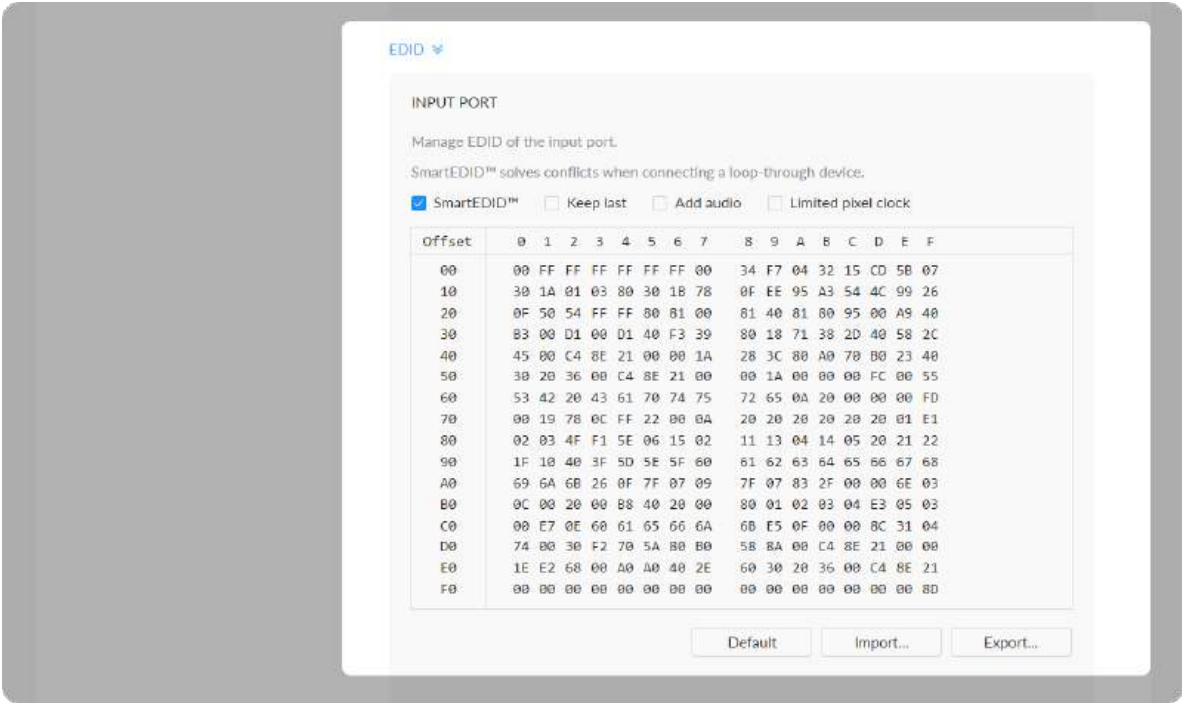 EDID
INPUT PORT
Manage EDID of the input port.
SmartEDID™ solves conflicts when connecting a loop-through device.
SmartEDID™ Keep last Add audio Limited pixel clock
Offset 0 1 2 3 4 5 6 7 8 9 A B C D E F
00 00 FF FF FF FF FF FF 00 34 F7 04 32 15 CD 5B 07
10 30 1A 01 03 80 30 1B 78 0F EE 95 A3 54 4C 99 26
20 0F 50 54 FF FF 80 81 00 81 40 81 80 95 00 A9 40
30 B3 00 D1 00 D1 40 F3 39 80 18 71 38 2D 40 58 2C
40 45 00 C4 8E 21 00 00 1A 28 3C 80 A0 70 B0 23 40
50 30 20 36 00 C4 8E 21 00 00 1A 00 00 00 FC 00 55
60 53 42 20 43 61 70 74 75 72 65 0A 20 00 00 00 FD
70 00 19 78 0C FF 22 00 0A 20 20 20 20 20 20 01 E1
80 02 03 4F F1 5E 06 15 02 11 13 04 14 05 20 21 22
90 1F 10 40 3F 5D 5E 5F 60 61 62 63 64 65 66 67 68
A0 69 6A 6B 26 0F 7F 07 09 7F 07 83 2F 00 00 6E 03
B0 0C 00 20 00 B8 40 20 00 80 01 02 03 04 E3 05 03
C0 00 E7 0E 60 61 65 66 6A 6B E5 0F 00 00 8C 31 04
D0 74 00 30 F2 70 5A 80 B0 58 8A 00 C4 8E 21 00 00
E0 1E E2 68 00 A0 A0 40 2E 60 30 20 36 00 C4 8E 21
F0 00 00 00 00 00 00 00 00 00 00 00 00 00 00 00 8D
Default Import... Export...